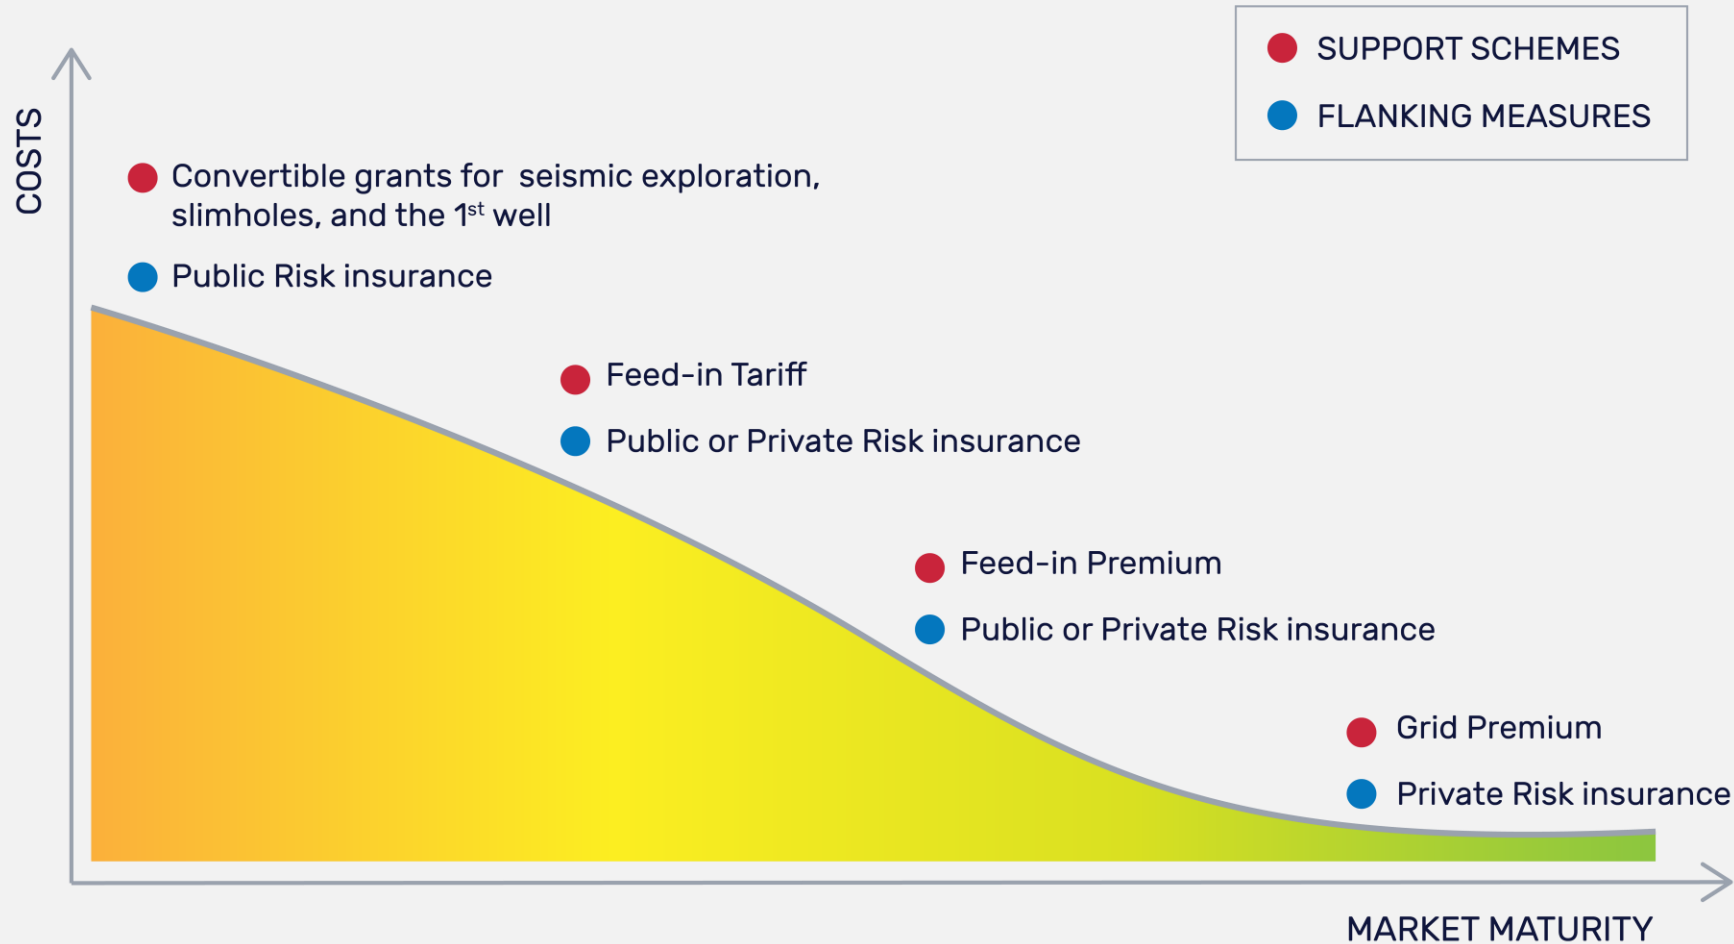 SUPPORT SCHEMES
FLANKING MEASURES
COSTS
Convertible grants for seismic exploration,
slimholes, and the 1st well
Public Risk insurance
Feed-in Tariff
Public or Private Risk insurance
Feed-in Premium
Public or Private Risk insurance
Grid Premium
Private Risk insurance
MARKET MATURITY